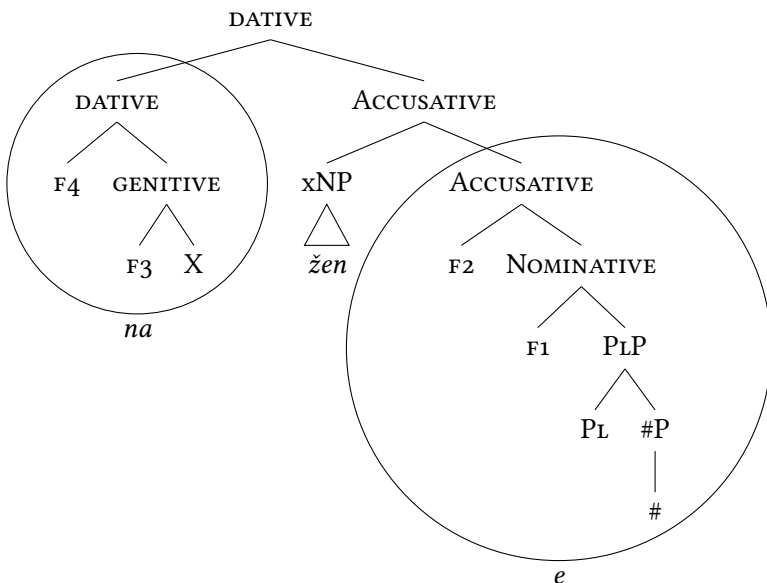 DATIVE
DATIVE ACCUSATIVE
F4 GENITIVE xNP ACCUSATIVE
F3 X žen F2 NOMINATIVE
na
F1 PLP
PL #P
#
e